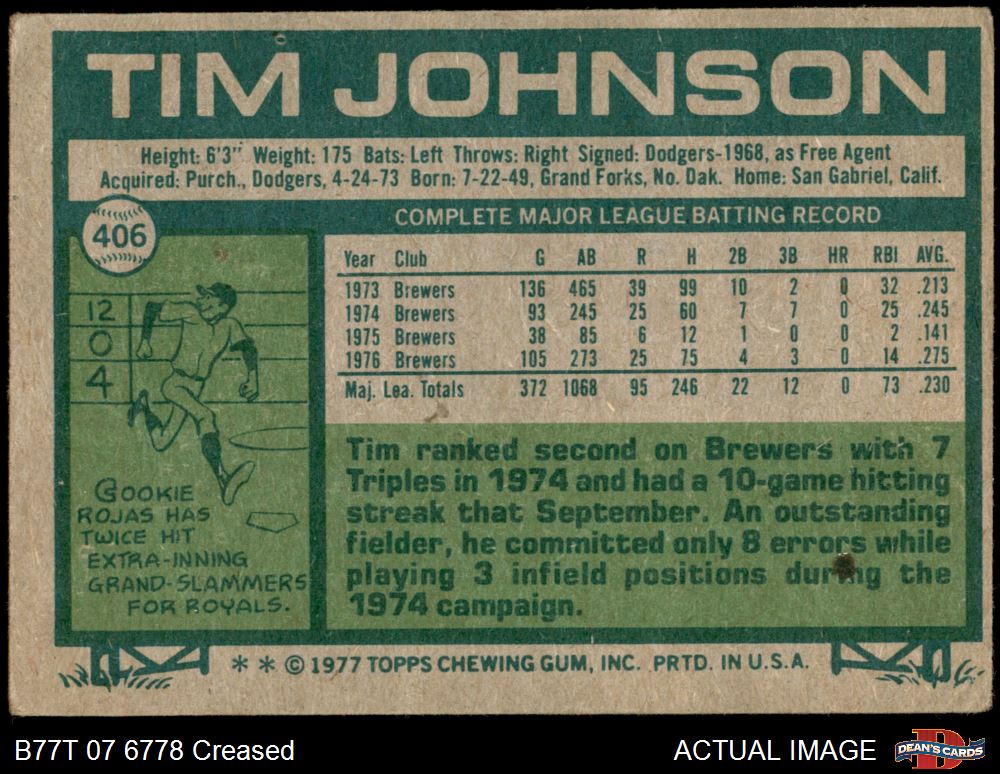 TIM JOHNSON
Height: 6'3" Weight: 175 Bats: Left Throws: Right Signed: Dodgers-1968, as Free Agent
Acquired: Purch., Dodgers, 4-24-73 Born: 7-22-49, Grand Forks, No. Dak. Home: San Gabriel, Calif.
406
COMPLETE MAJOR LEAGUE BATTING RECORD
Year Club G AB R H 2B 3B HR RBI AVG.
1973 Brewers 136 465 39 99 10 2 0 32 .213
1974 Brewers 93 245 25 60 7 7 0 25 .245
1975 Brewers 38 85 6 12 1 0 0 2 .141
1976 Brewers 105 273 25 75 4 3 0 14 .275
Maj. Lea. Totals 372 1068 95 246 22 12 0 73 .230
12
0
4
COOKIE
ROJAS HAS
TWICE HIT
EXTRA-INNING
GRAND-SLAMMERS
FOR ROYALS.
Tim ranked second on Brewers with 7
Triples in 1974 and had a 10-game hitting
streak that September. An outstanding
fielder, he committed only 8 errors while
playing 3 infield positions during the
1974 campaign.
* * © 1977 TOPPS CHEWING GUM, INC. PRTD. IN U.S.A.
B77T 07 6778 Creased
ACTUAL IMAGE
DEAN'S CARDS